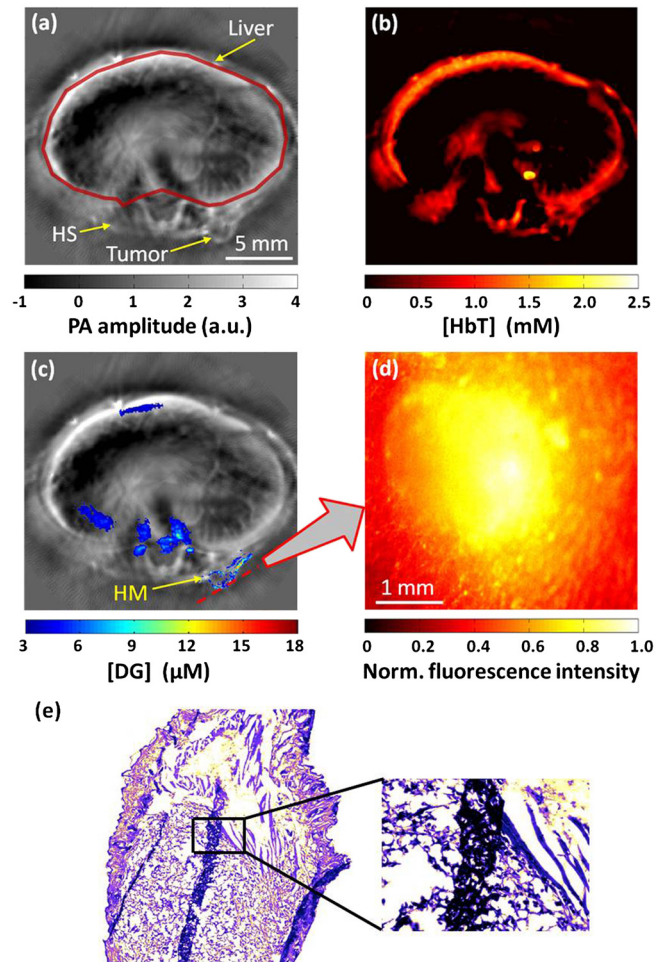 (a)
Liver
HS
Tumor
5 mm
-1 0 1 2 3 4
PA amplitude (a.u.)
(b)
0 0.5 1.0 1.5 2.0 2.5
[HbT] (mM)
(c)
HM
3 6 9 12 15 18
[DG] (μM)
(d)
1 mm
0 0.2 0.4 0.6 0.8 1.0
Norm. fluorescence intensity
(e)